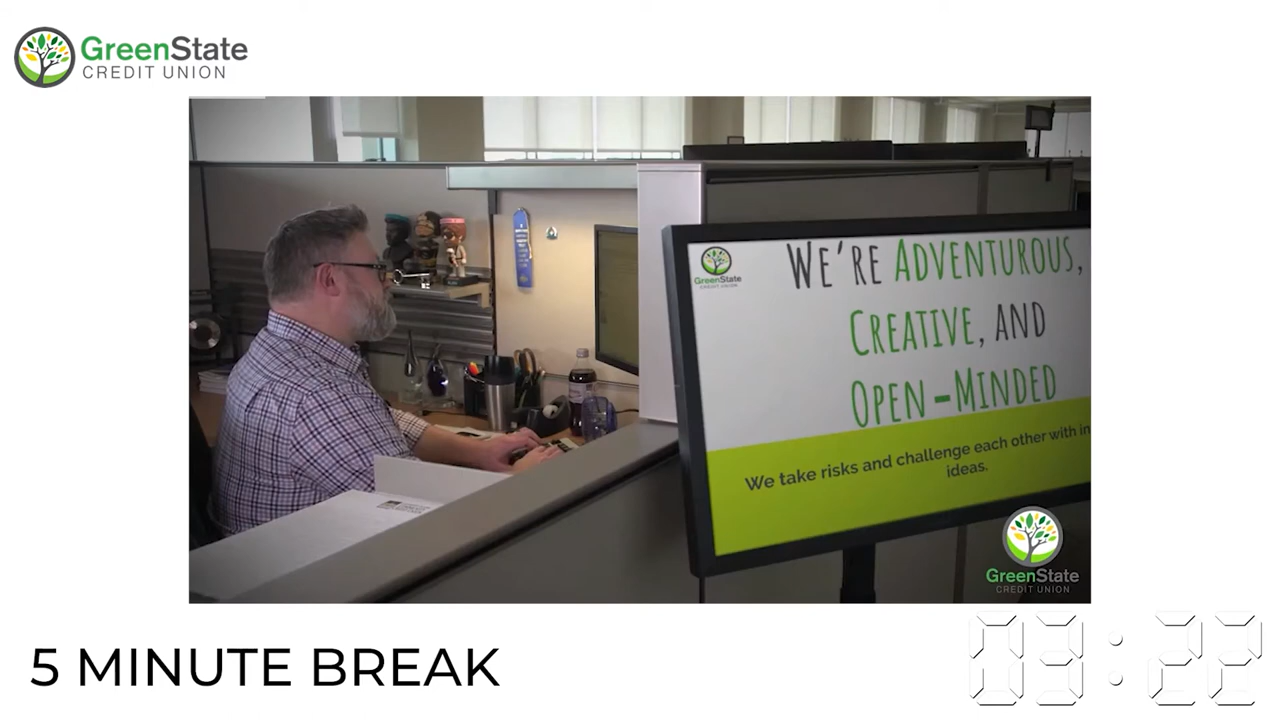 GreenState
CREDIT UNION
GreenState
CREDIT UNION
WE'RE ADVENTUROUS,
CREATIVE, AND
OPEN-MINDED
We take risks and challenge each other with in
ideas.
GreenState
CREDIT UNION
5 MINUTE BREAK
03:22